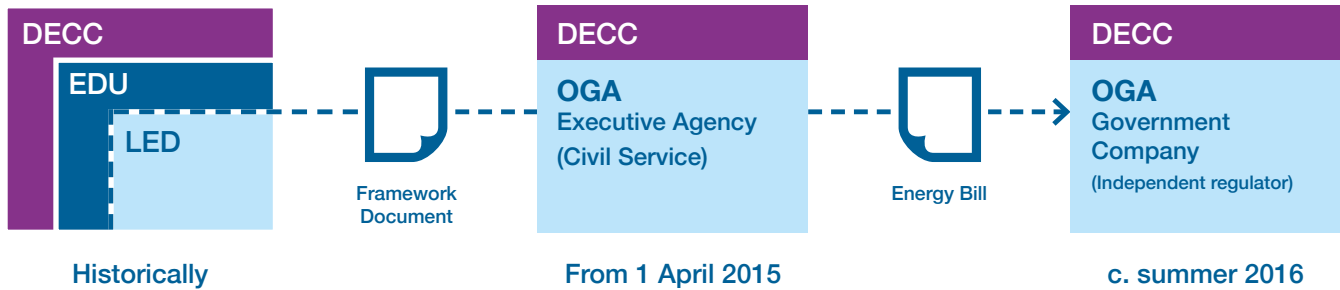 DECC
EDU
LED
Historically
Framework
Document
DECC
OGA
Executive Agency
(Civil Service)
From 1 April 2015
Energy Bill
DECC
OGA
Government
Company
(Independent regulator)
c. summer 2016